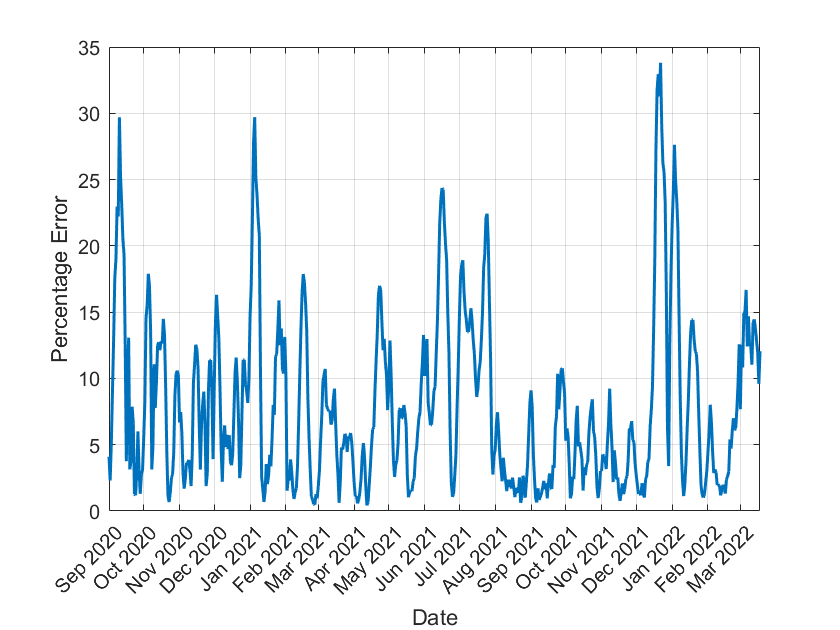 35
30
25
20
15
10
5
0
Percentage Error
Sep 2020
Oct 2020
Nov 2020
Dec 2020
Jan 2021
Feb 2021
Mar 2021
Apr 2021
May 2021
Jun 2021
Jul 2021
Aug 2021
Sep 2021
Oct 2021
Nov 2021
Dec 2021
Jan 2022
Feb 2022
Mar 2022
Date